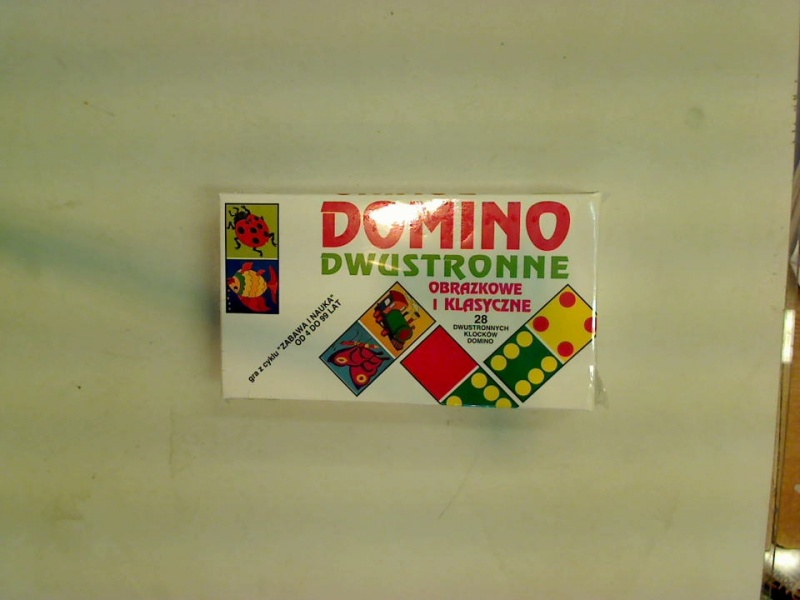 DOMINO
DWUSTRONNE
OBRAZKOWE
I KLASYCZNE
28
DWUSTRONNYCH
KLOCKÓW
DOMINO
gra z cyklu "ZABAWA I NAUKA"
OD 4 DO 99 LAT